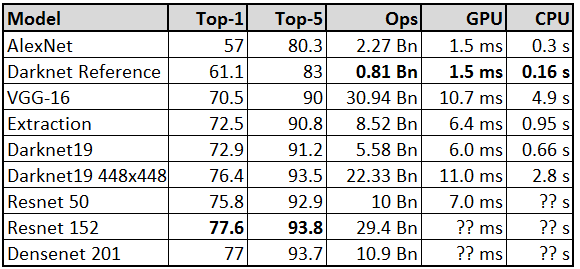 Model Top-1 Top-5 Ops GPU CPU
AlexNet 57 80.3 2.27 Bn 1.5 ms 0.3 s
Darknet Reference 61.1 83 0.81 Bn 1.5 ms 0.16 s
VGG-16 70.5 90 30.94 Bn 10.7 ms 4.9 s
Extraction 72.5 90.8 8.52 Bn 6.4 ms 0.95 s
Darknet19 72.9 91.2 5.58 Bn 6.0 ms 0.66 s
Darknet19 448x448 76.4 93.5 22.33 Bn 11.0 ms 2.8 s
Resnet 50 75.8 92.9 10 Bn 7.0 ms ?? s
Resnet 152 77.6 93.8 29.4 Bn ?? ms ?? s
Densenet 201 77 93.7 10.9 Bn ?? ms ?? s